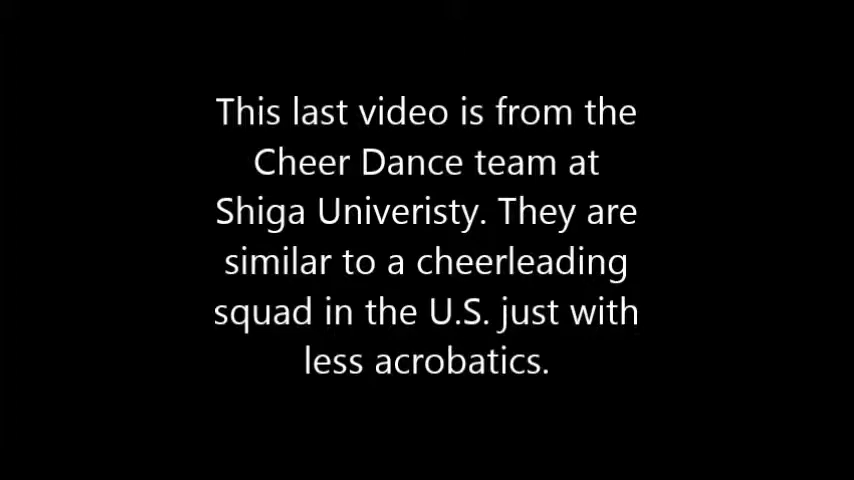 This last video is from the
Cheer Dance team at
Shiga Univeristy. They are
similar to a cheerleading
squad in the U.S. just with
less acrobatics.